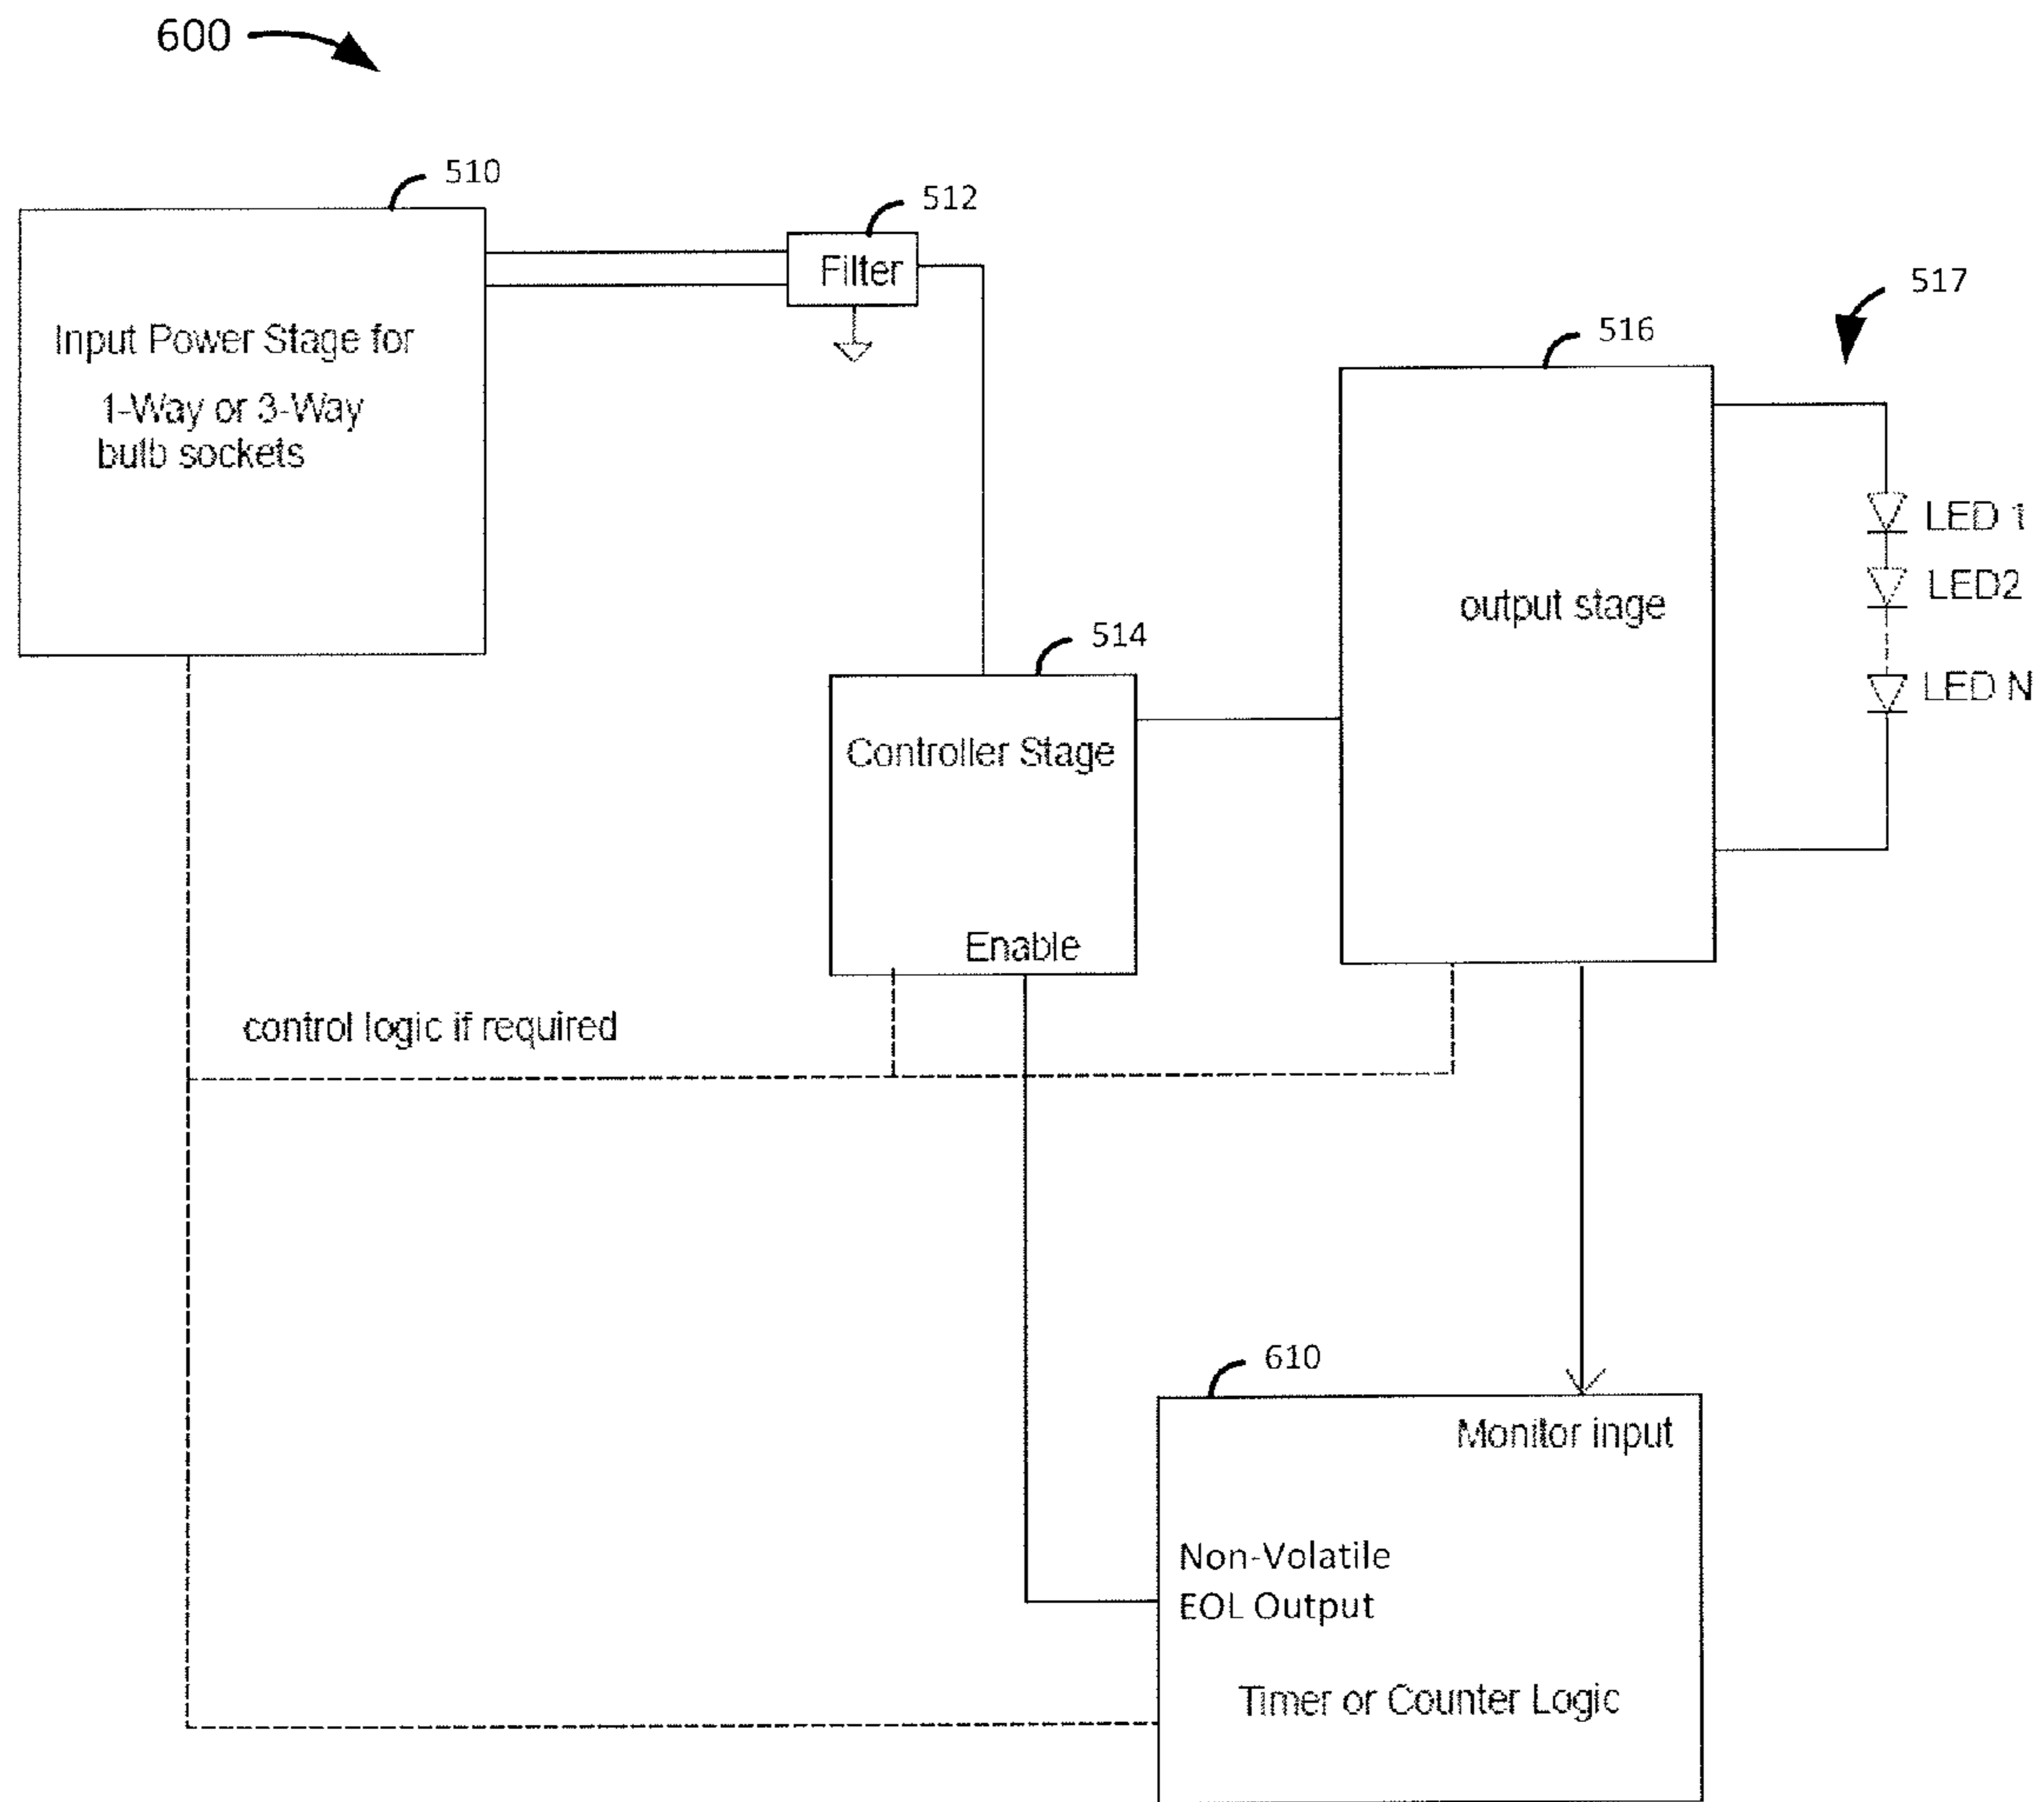 600
510
512
Filter
517
Input Power Stage for
1-Way or 3-Way
bulb sockets
516
LED 1
LED2
output stage
LED N
514
Controller Stage
Enable
control logic if required
610
Monitor input
Non-Volatile
EOL Output
Timer or Counter Logic